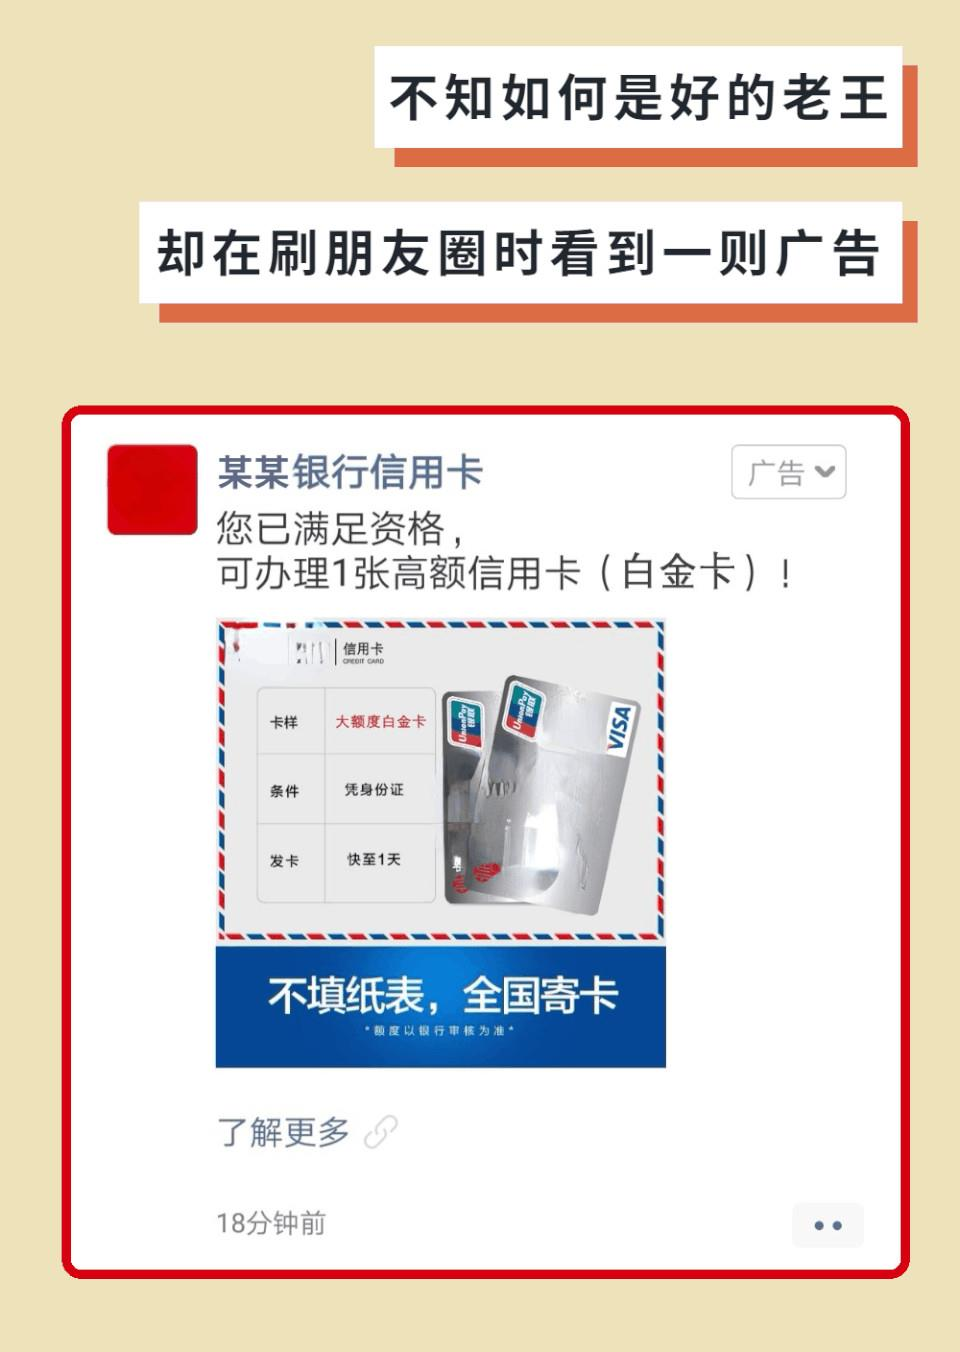 不知如何是好的老王
却在刷朋友圈时看到一则广告
某某银行信用卡
广告
您已满足资格，
可办理1张高额信用卡（白金卡）！
信用卡
CREDIT CARD
卡样 大额度白金卡
条件 凭身份证
发卡 快至1天
UnionPay
银联
UnionPay
银联
VISA
不填纸表，全国寄卡
*额度以银行审核为准*
了解更多
18分钟前